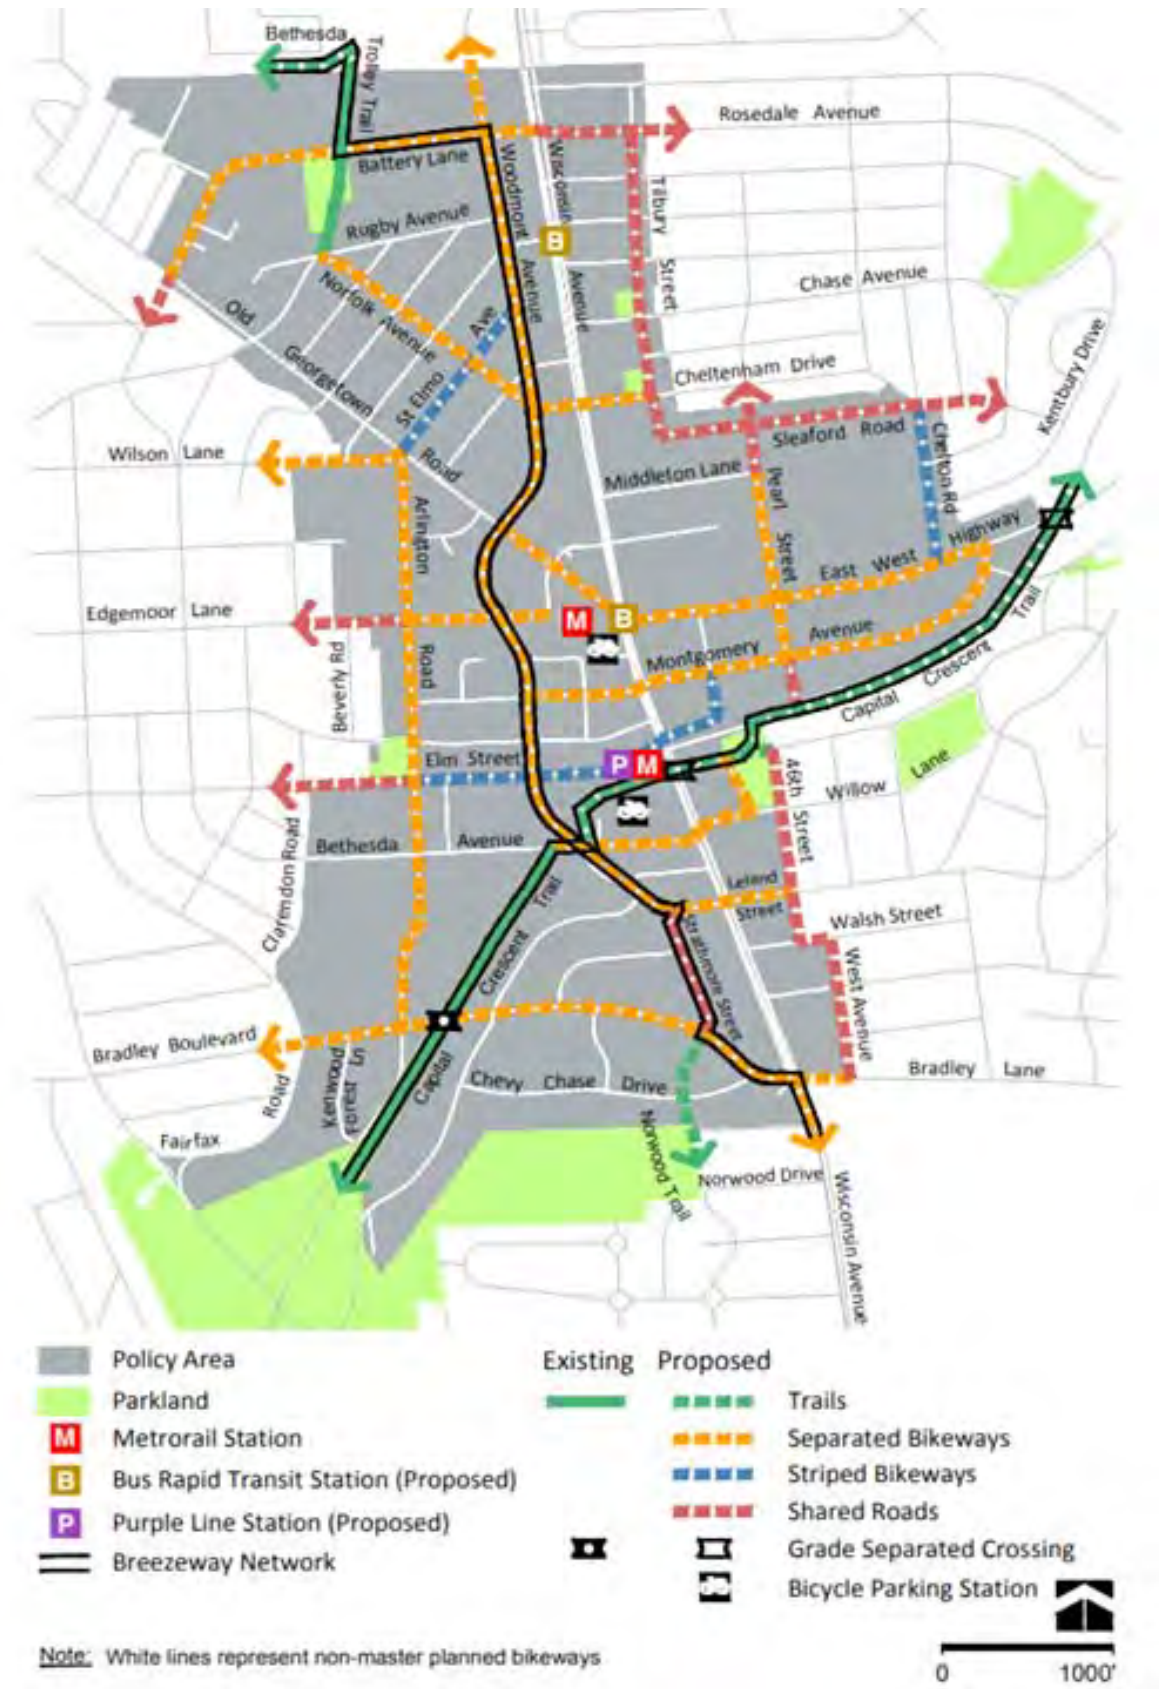 Bethesda
Trolley Trail
Rosedale Avenue
Battery Lane
Woodmont
Avenue
Wisconsin
Avenue
Tilbury
Street
B
Rugby Avenue
Chase Avenue
Norfolk Avenue
Old
Georgetown
Road
St Elmo
Ave
Cheltenham Drive
Kentbury Drive
Wilson Lane
Sleaford Road
Chelton Rd
Middleton Lane
Pearl
Street
Arlington
Road
East West
Highway
Edgemoor Lane
M
B
Montgomery
Avenue
Beverly Rd
Capital
Crescent
Trail
Elm Street
P
M
46th
Street
Willow
Lane
Clarendon Road
Bethesda
Avenue
Leland
Street
Walsh Street
Trail
Crescent
Capital
Strathmore Street
West Avenue
Bradley Boulevard
Bradley Lane
Kenwood
Forest Ln
Road
Chevy Chase Drive
Fairfax
Norwood Trail
Norwood Drive
Wisconsin Avenue
Policy Area
Existing Proposed
Parkland
Trails
M Metrorail Station
Separated Bikeways
B Bus Rapid Transit Station (Proposed)
Striped Bikeways
P Purple Line Station (Proposed)
Shared Roads
Breezeway Network
Grade Separated Crossing
Bicycle Parking Station
Note: White lines represent non-master planned bikeways
0 1000'